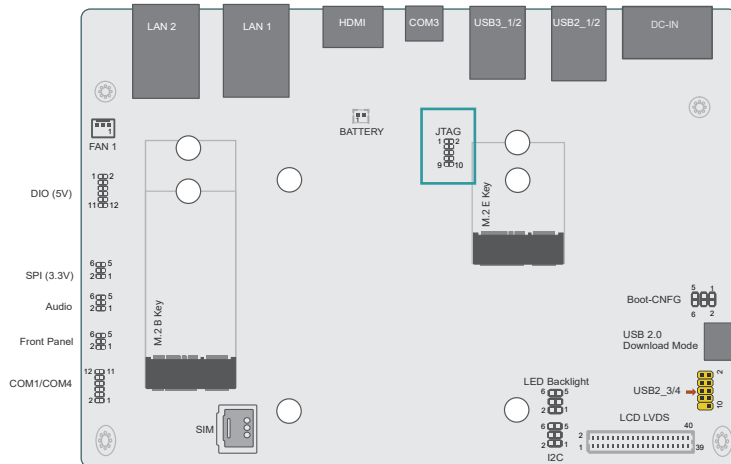 LAN 2
LAN 1
HDMI
COM3
USB3_1/2
USB2_1/2
DC-IN
1
FAN 1
1
BATTERY
JTAG
1 2
9 10
DIO (5V)
1 2
11 12
M.2 E Key
SPI (3.3V)
6 5
2 1
Audio
6 5
2 1
M.2 B Key
Front Panel
6 5
2 1
COM1/COM4
12 11
2 1
SIM
Boot-CNFG
5 1
6 2
USB 2.0
Download Mode
USB2_3/4
2
10
LED Backlight
6 5
2 1
6 5
2 1
I2C
LCD LVDS
2 40
1 39